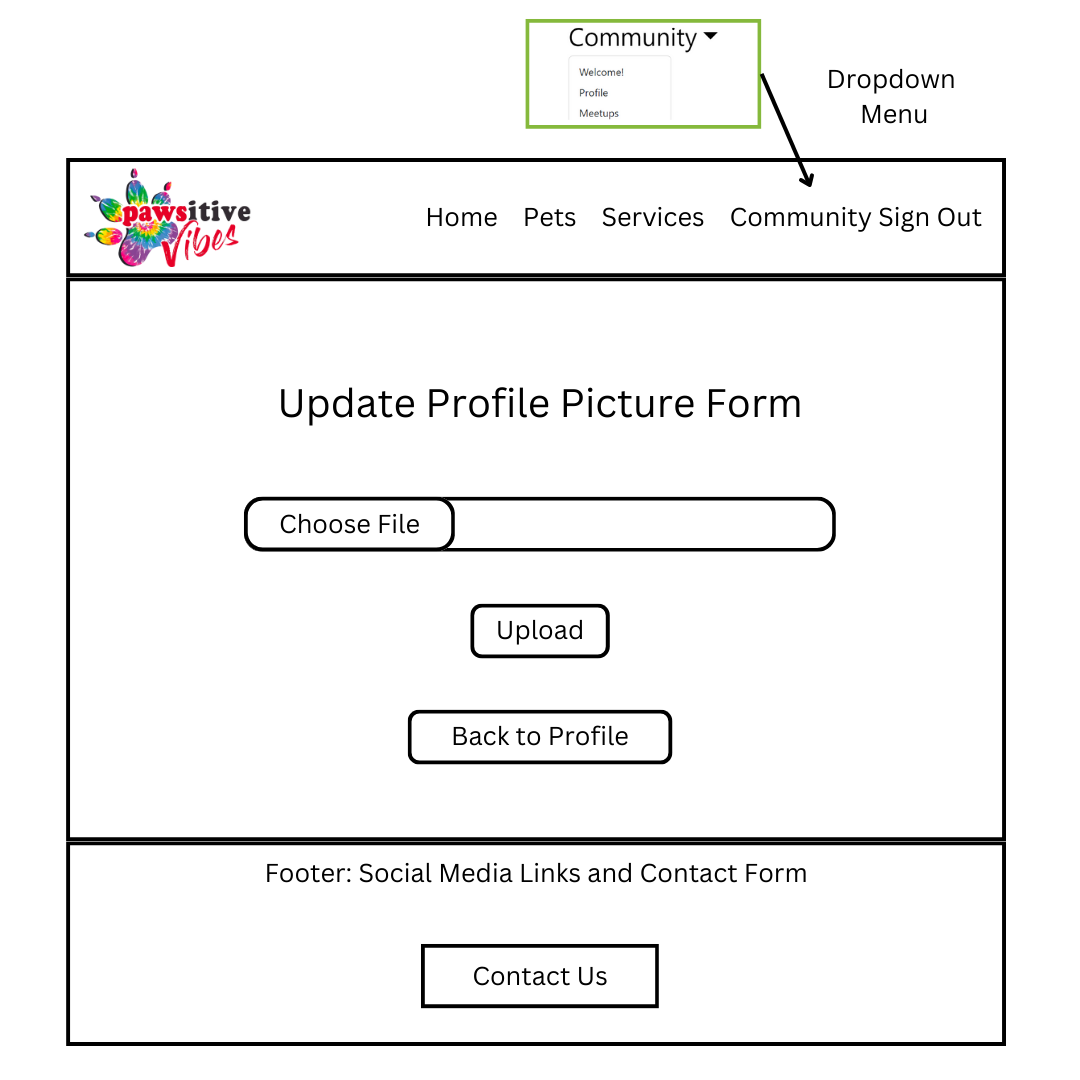 Community
Welcome!
Profile
Meetups
Dropdown
Menu
pawsitive
Vibes
Home Pets Services Community Sign Out
Update Profile Picture Form
Choose File
Upload
Back to Profile
Footer: Social Media Links and Contact Form
Contact Us